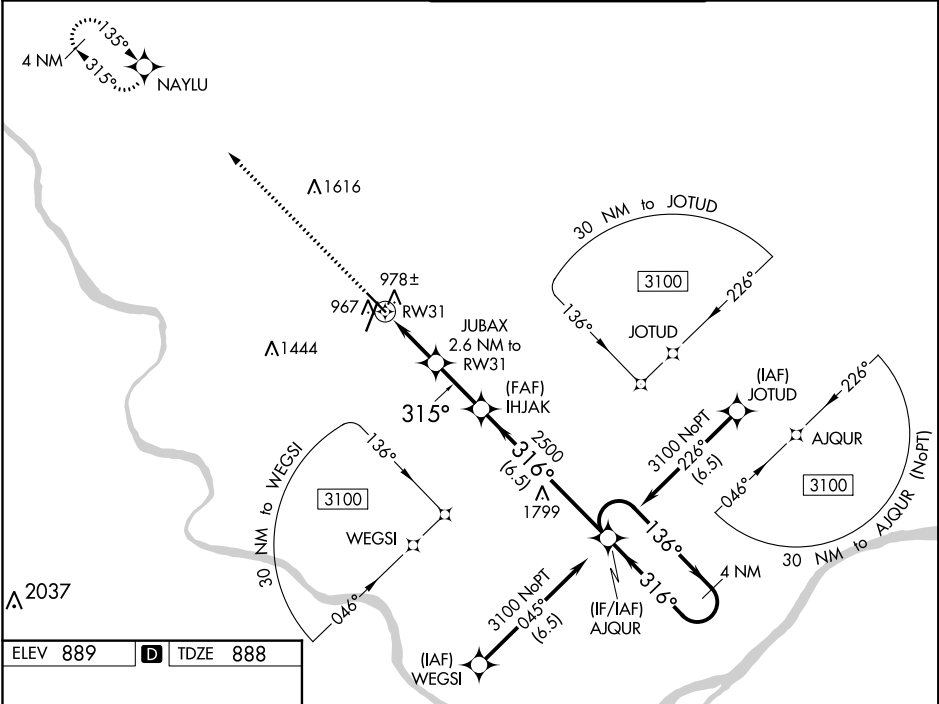 135°
4 NM
315°
NAYLU
1616
30 NM to JOTUD
3100
136°
226°
JOTUD
978±
967
RW31
JUBAX
2.6 NM to
RW31
1444
(FAF)
IHJAK
315°
(IAF)
JOTUD
226°
AJQUR
046°
3100
30 NM to AJQUR (NoPT)
2500
316°
(6.5)
3100 NoPT
226°
(6.5)
1799
30 NM to WEGSI
136°
3100
WEGSI
046°
136°
316°
4 NM
2037
3100 NoPT
045°
(6.5)
(IF/IAF)
AJQUR
(IAF)
WEGSI
ELEV 889 D TDZE 888